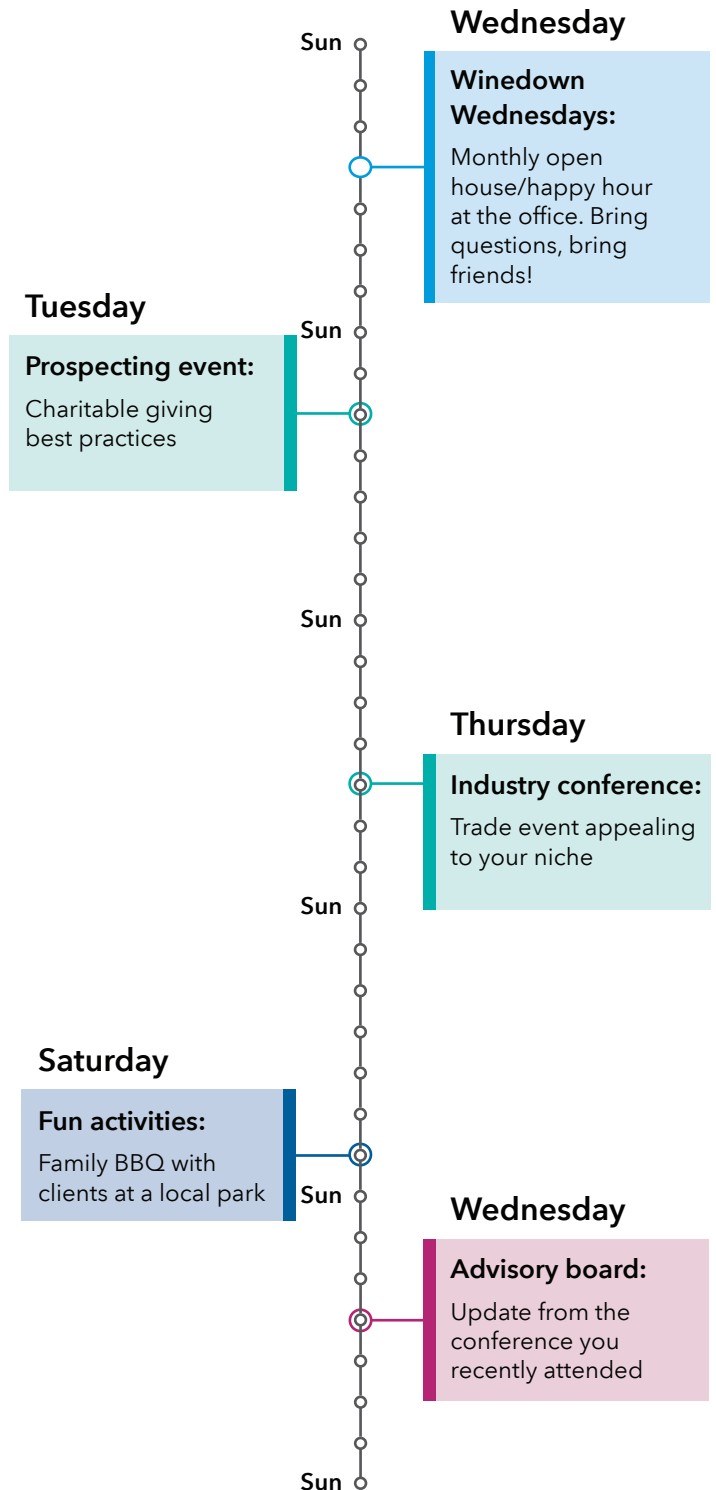 Sun
Wednesday
Winedown
Wednesdays:
Monthly open
house/happy hour
at the office. Bring
questions, bring
friends!
Tuesday
Sun
Prospecting event:
Charitable giving
best practices
Sun
Thursday
Industry conference:
Trade event appealing
to your niche
Sun
Saturday
Fun activities:
Family BBQ with
clients at a local park
Sun
Wednesday
Advisory board:
Update from the
conference you
recently attended
Sun